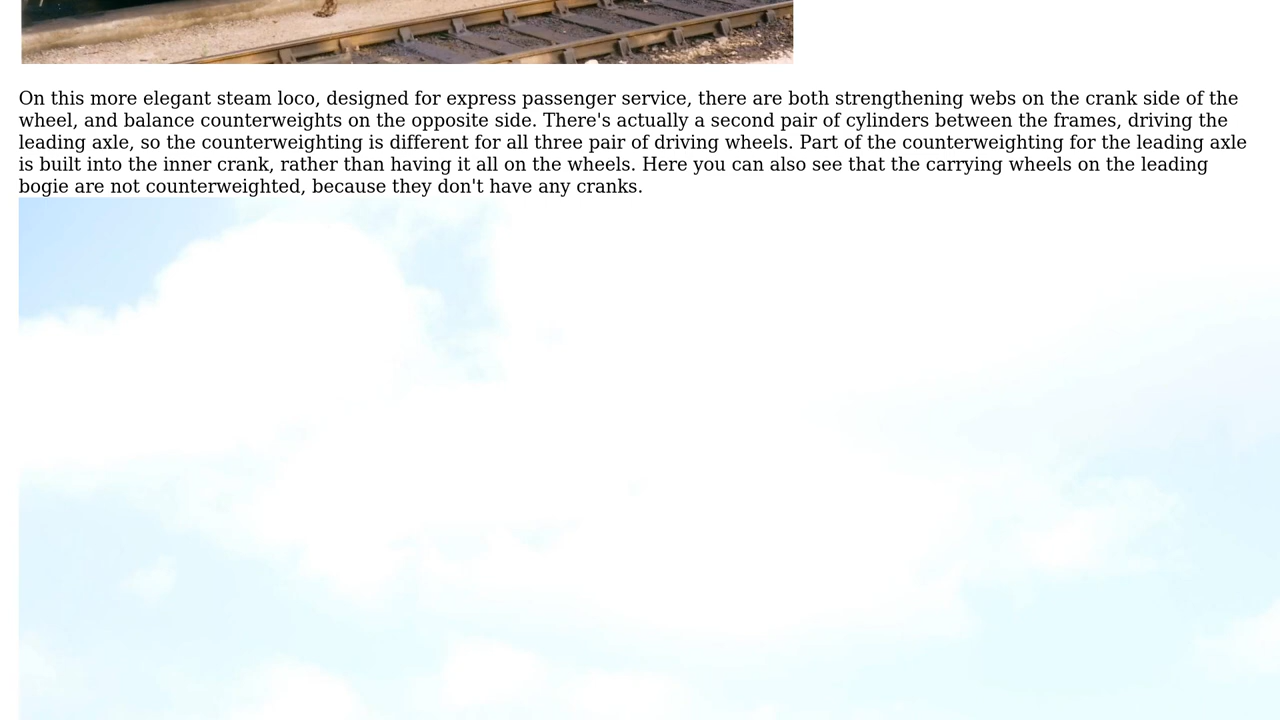 On this more elegant steam loco, designed for express passenger service, there are both strengthening webs on the crank side of the
wheel, and balance counterweights on the opposite side. There's actually a second pair of cylinders between the frames, driving the
leading axle, so the counterweighting is different for all three pair of driving wheels. Part of the counterweighting for the leading axle
is built into the inner crank, rather than having it all on the wheels. Here you can also see that the carrying wheels on the leading
bogie are not counterweighted, because they don't have any cranks.